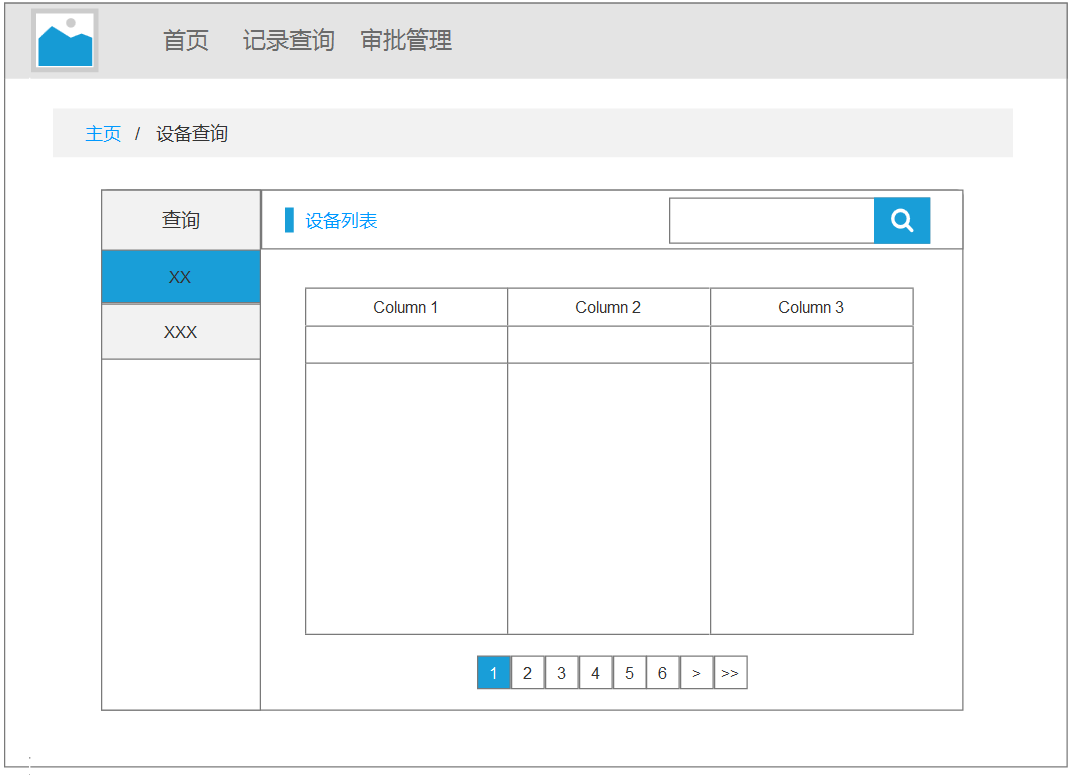 首页 记录查询 审批管理
主页 / 设备查询
查询
XX
XXX
设备列表
Column 1 Column 2 Column 3
1 2 3 4 5 6 > >>